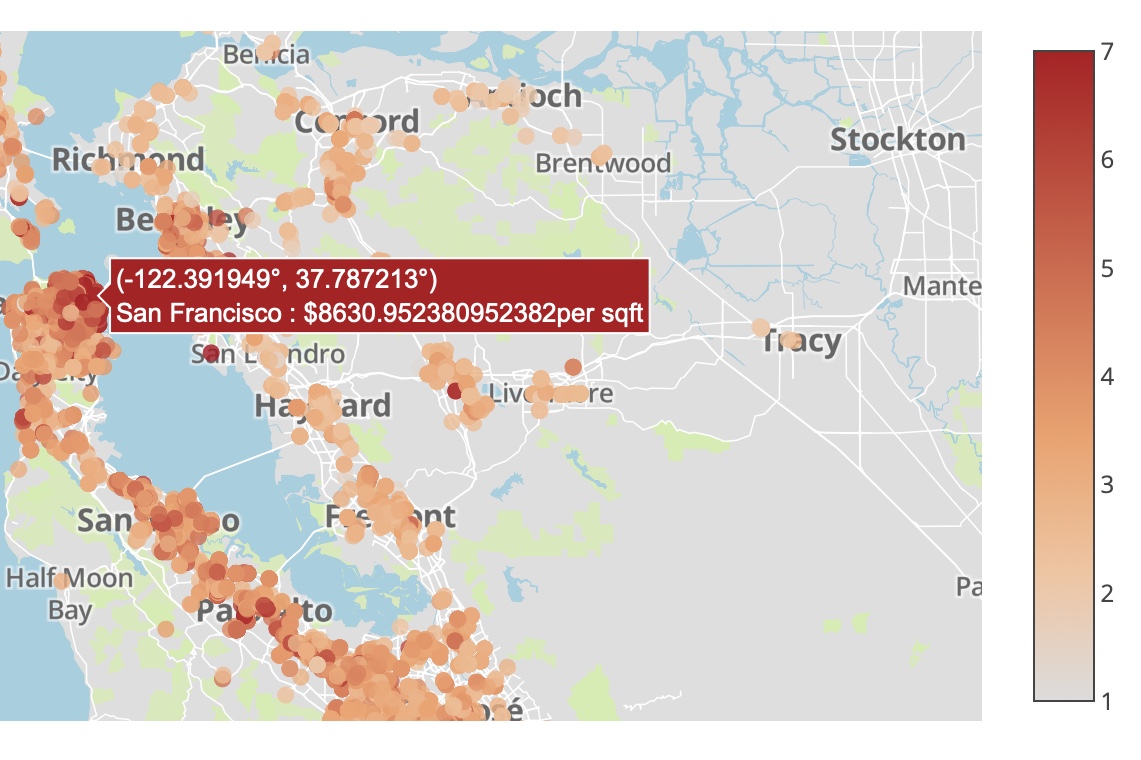 Benicia
Antioch
Concord
Stockton
Richmond
Brentwood
Berkeley
(-122.391949°, 37.787213°)
San Francisco : $8630.952380952382per sqft
Mante
Tracy
San Leandro
Daly City
Livermore
Hayward
San Mateo
Fremont
Half Moon
Bay
Palo Alto
Pa
osé
7
6
5
4
3
2
1